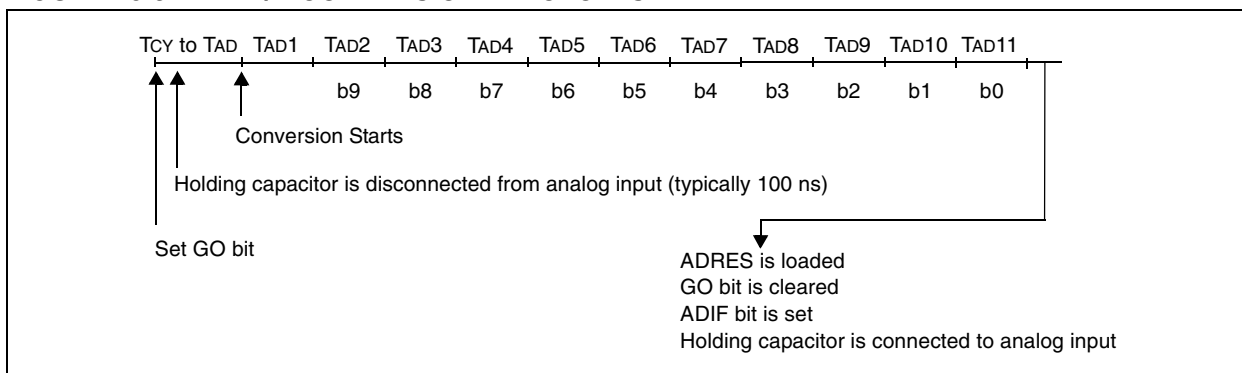 TCY to TAD TAD1 TAD2 TAD3 TAD4 TAD5 TAD6 TAD7 TAD8 TAD9 TAD10 TAD11
b9 b8 b7 b6 b5 b4 b3 b2 b1 b0
Conversion Starts
Holding capacitor is disconnected from analog input (typically 100 ns)
Set GO bit
ADRES is loaded
GO bit is cleared
ADIF bit is set
Holding capacitor is connected to analog input